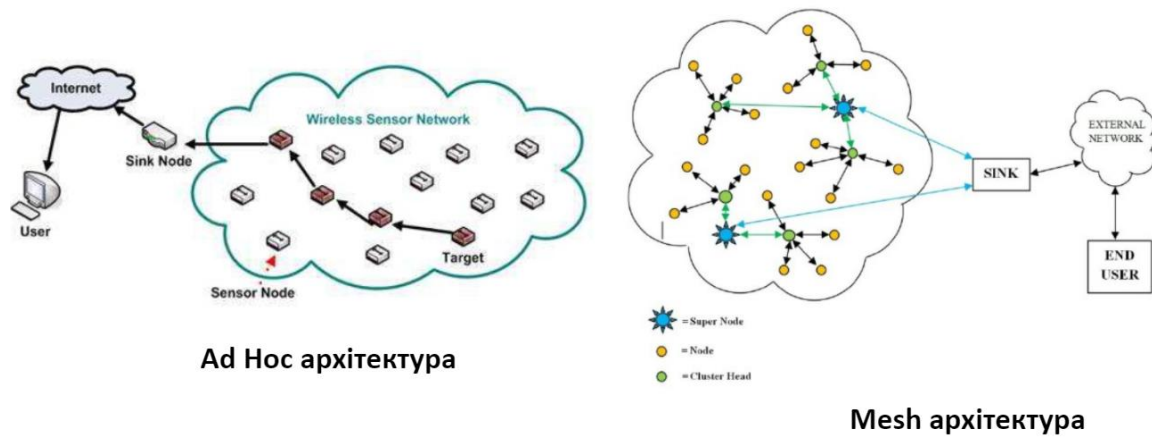 Internet
Wireless Sensor Network
Sink Node
User
Target
Sensor Node
Ad Hoc архітектура
EXTERNAL
NETWORK
SINK
END
USER
= Super Node
= Node
= Cluster Head
Mesh архітектура